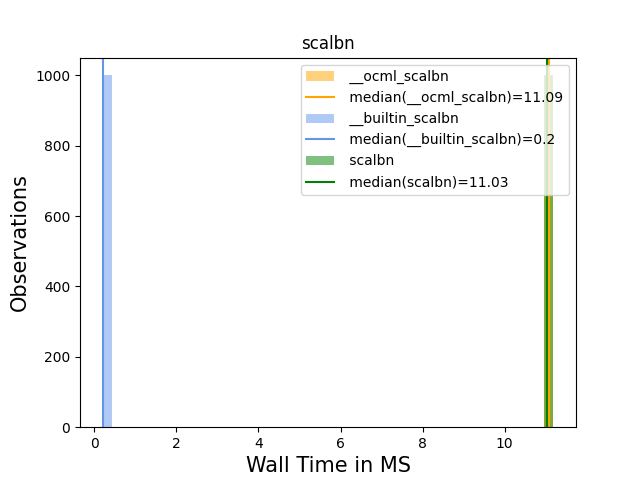 scalbn
1000
800
600
400
200
0
Observations
__ocml_scalbn
median(__ocml_scalbn)=11.09
__builtin_scalbn
median(__builtin_scalbn)=0.2
scalbn
median(scalbn)=11.03
0 2 4 6 8 10
Wall Time in MS